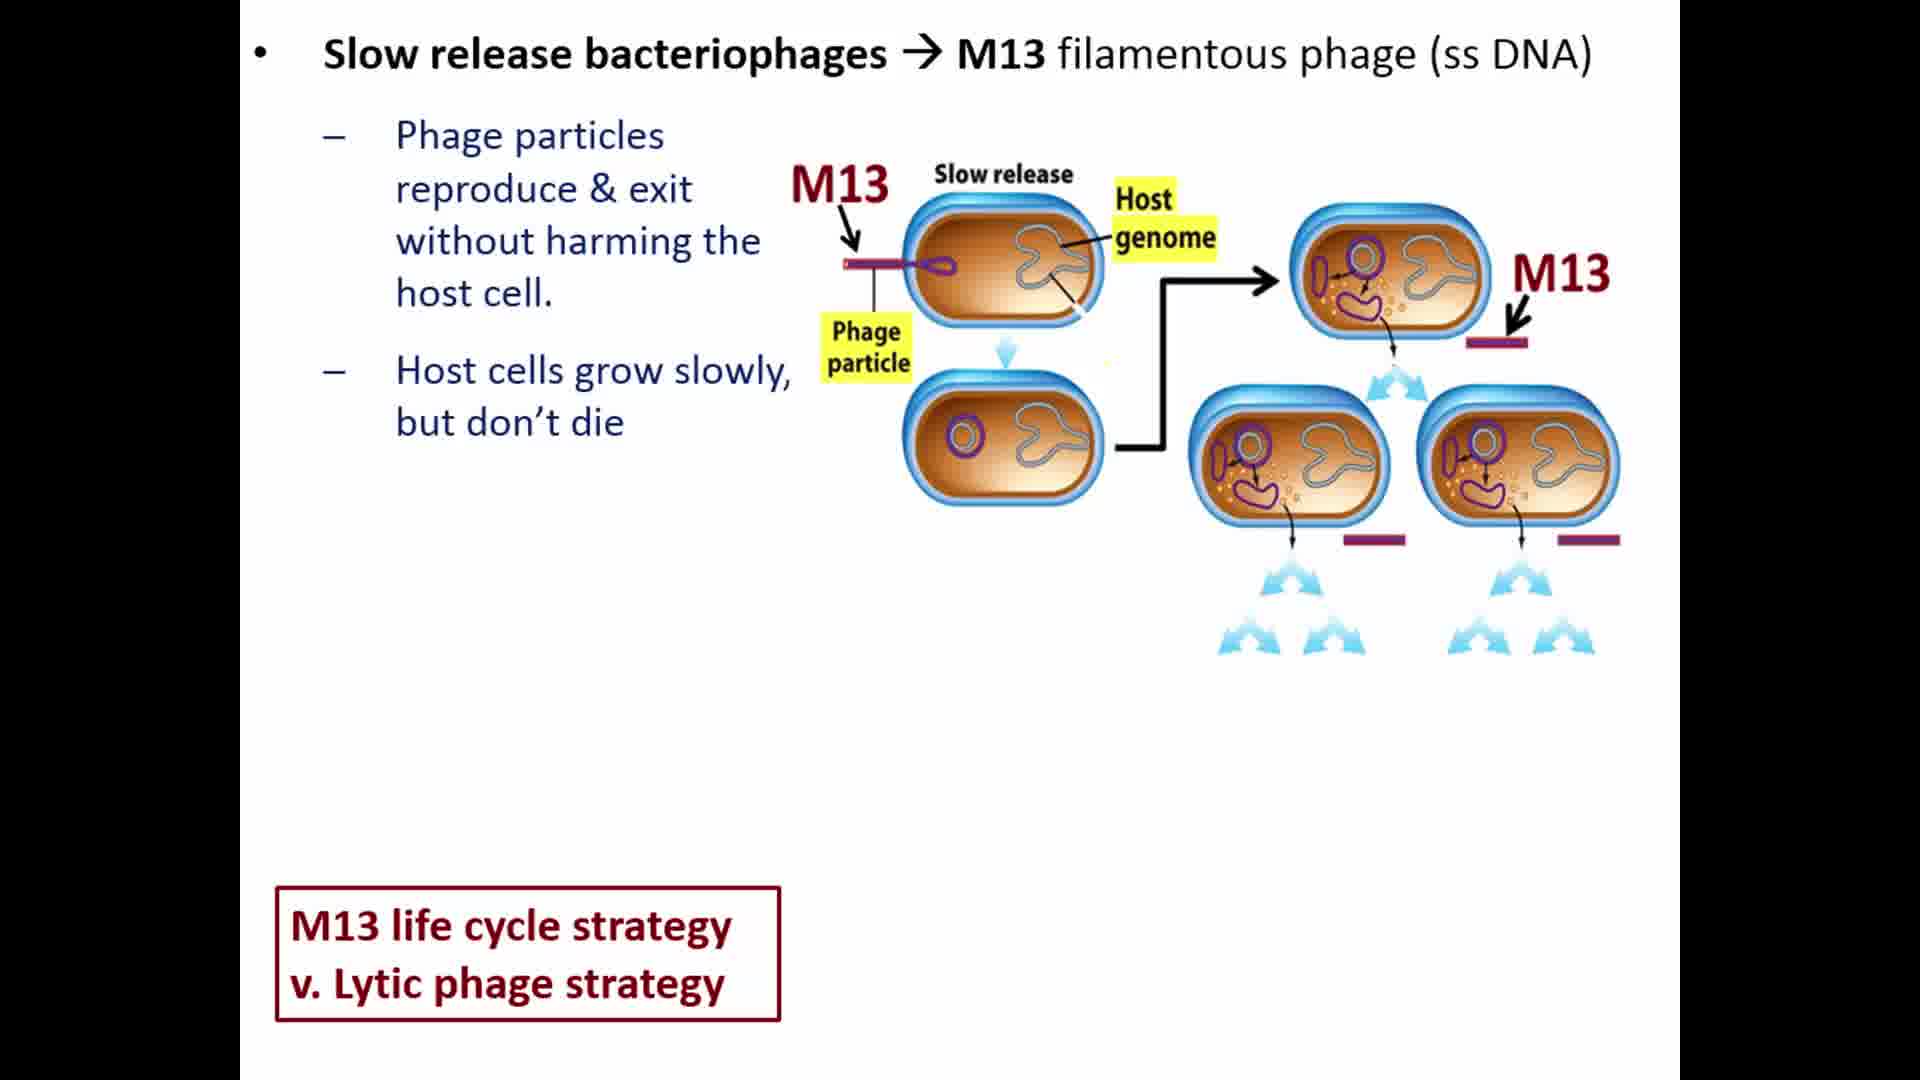 • Slow release bacteriophages → M13 filamentous phage (ss DNA)
– Phage particles
reproduce & exit
without harming the
host cell.
– Host cells grow slowly,
but don’t die
M13
Slow release
Host
genome
Phage
particle
M13
M13 life cycle strategy
v. Lytic phage strategy